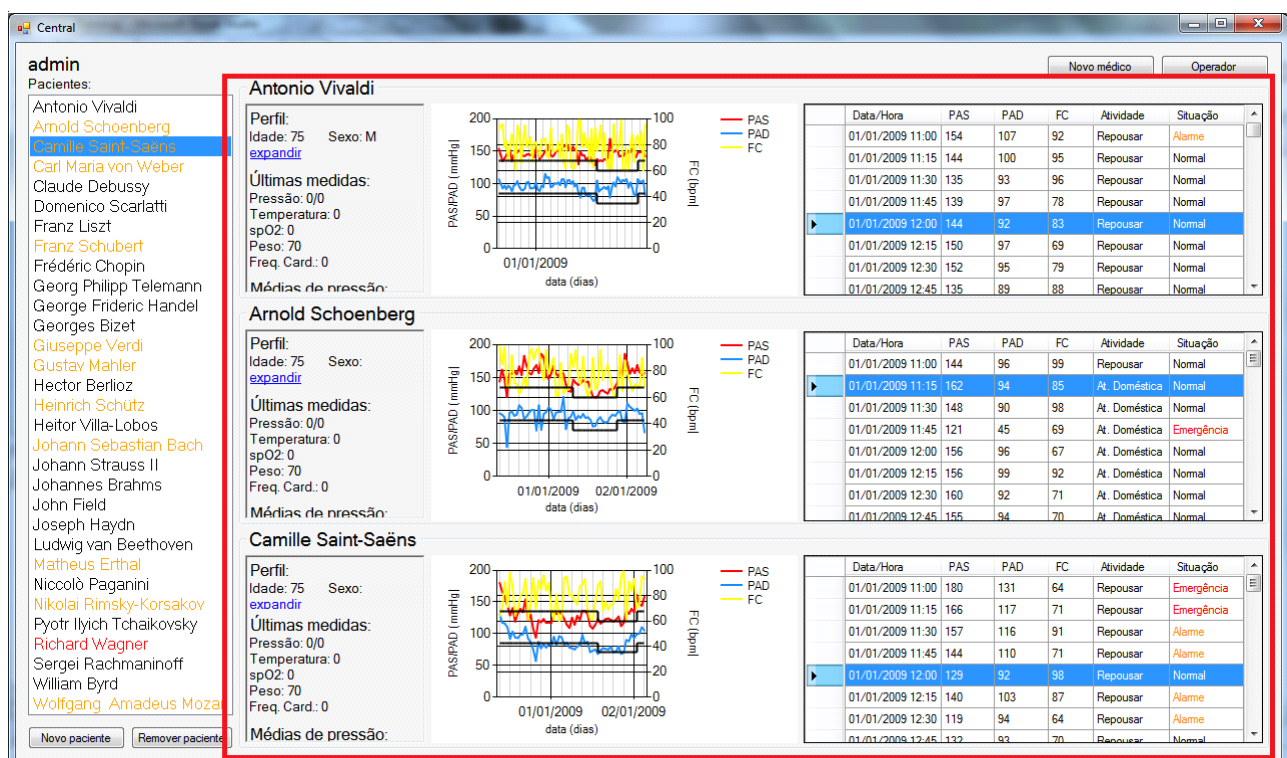 Central
admin
Novo médico Operador
Pacientes:
Antonio Vivaldi
Arnold Schoenberg
Camille Saint-Saëns
Carl Maria von Weber
Claude Debussy
Domenico Scarlatti
Franz Liszt
Franz Schubert
Frédéric Chopin
Georg Philipp Telemann
George Frideric Handel
Georges Bizet
Giuseppe Verdi
Gustav Mahler
Hector Berlioz
Heinrich Schütz
Heitor Villa-Lobos
Johann Sebastian Bach
Johann Strauss II
Johannes Brahms
John Field
Joseph Haydn
Ludwig van Beethoven
Matheus Erthal
Niccolò Paganini
Nikolai Rimsky-Korsakov
Pyotr Ilyich Tchaikovsky
Richard Wagner
Sergei Rachmaninoff
William Byrd
Wolfgang Amadeus Mozar
Novo paciente Remover paciente
Antonio Vivaldi
Perfil:
Idade: 75 Sexo: M
expandir
Últimas medidas:
Pressão: 0/0
Temperatura: 0
spO2: 0
Peso: 70
Freq. Card.: 0
Médias de pressão:
200
150
100
50
0
PAS/PAD (mmHg)
100
80
60
40
20
0
FC (bpm)
01/01/2009
data (dias)
PAS
PAD
FC
Data/Hora PAS PAD FC Atividade Situação
01/01/2009 11:00 154 107 92 Repousar Alarme
01/01/2009 11:15 144 100 95 Repousar Normal
01/01/2009 11:30 135 93 96 Repousar Normal
01/01/2009 11:45 139 97 78 Repousar Normal
01/01/2009 12:00 144 92 83 Repousar Normal
01/01/2009 12:15 150 97 69 Repousar Normal
01/01/2009 12:30 152 95 79 Repousar Normal
01/01/2009 12:45 135 89 88 Repousar Normal
Arnold Schoenberg
Perfil:
Idade: 75 Sexo:
expandir
Últimas medidas:
Pressão: 0/0
Temperatura: 0
spO2: 0
Peso: 70
Freq. Card.: 0
Médias de pressão:
200
150
100
50
0
PAS/PAD (mmHg)
100
80
60
40
20
0
FC (bpm)
01/01/2009 02/01/2009
data (dias)
PAS
PAD
FC
Data/Hora PAS PAD FC Atividade Situação
01/01/2009 11:00 144 96 99 Repousar Normal
01/01/2009 11:15 162 94 85 At. Doméstica Normal
01/01/2009 11:30 148 90 98 At. Doméstica Normal
01/01/2009 11:45 121 45 69 At. Doméstica Emergência
01/01/2009 12:00 156 96 67 At. Doméstica Normal
01/01/2009 12:15 156 99 92 At. Doméstica Normal
01/01/2009 12:30 160 92 71 At. Doméstica Normal
01/01/2009 12:45 155 94 70 At. Doméstica Normal
Camille Saint-Saëns
Perfil:
Idade: 75 Sexo:
expandir
Últimas medidas:
Pressão: 0/0
Temperatura: 0
spO2: 0
Peso: 70
Freq. Card.: 0
Médias de pressão:
200
150
100
50
0
PAS/PAD (mmHg)
100
80
60
40
20
0
FC (bpm)
01/01/2009 02/01/2009
data (dias)
PAS
PAD
FC
Data/Hora PAS PAD FC Atividade Situação
01/01/2009 11:00 180 131 64 Repousar Emergência
01/01/2009 11:15 166 117 71 Repousar Emergência
01/01/2009 11:30 157 116 91 Repousar Alarme
01/01/2009 11:45 144 110 71 Repousar Alarme
01/01/2009 12:00 129 92 98 Repousar Normal
01/01/2009 12:15 140 103 87 Repousar Alarme
01/01/2009 12:30 119 94 64 Repousar Alarme
01/01/2009 12:45 132 93 70 Repousar Normal